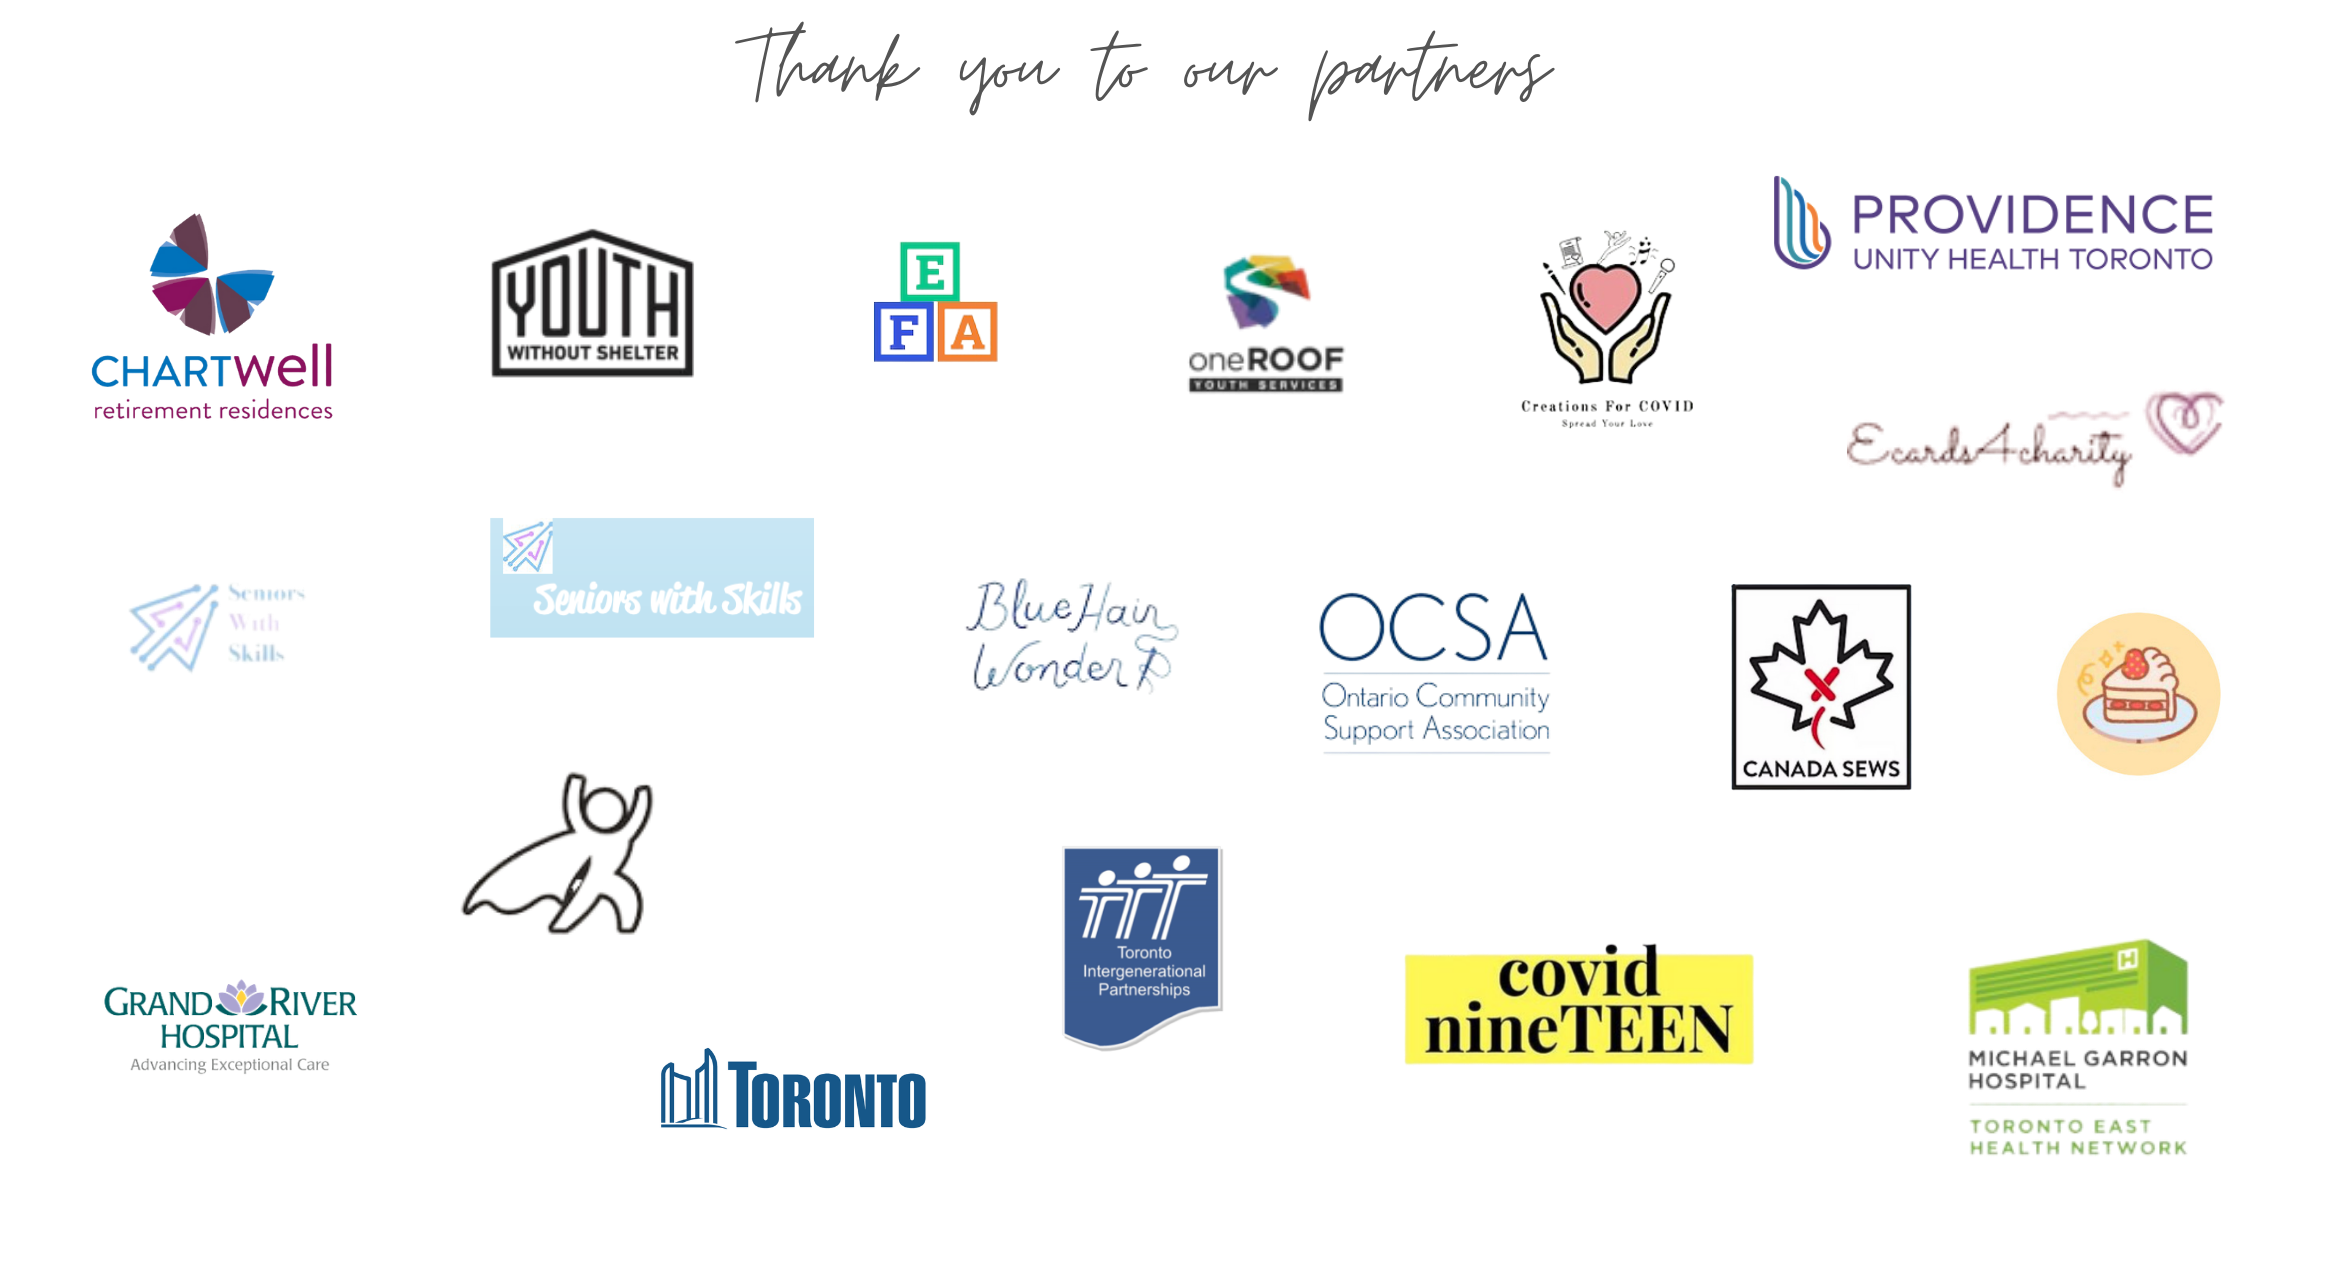 Thank you to our partners
CHARTwell
retirement residences
YOUTH
WITHOUT SHELTER
E
F A
oneROOF
YOUTH SERVICES
Creations For COVID
Spread Your Love
PROVIDENCE
UNITY HEALTH TORONTO
Ecards4charity
Seniors
With
Skills
Seniors with Skills
Blue Hair
Wonder
OCSA
Ontario Community
Support Association
CANADA SEWS
GRAND RIVER
HOSPITAL
Advancing Exceptional Care
TORONTO
Toronto
Intergenerational
Partnerships
covid
nineTEEN
H
MICHAEL GARRON
HOSPITAL
TORONTO EAST
HEALTH NETWORK